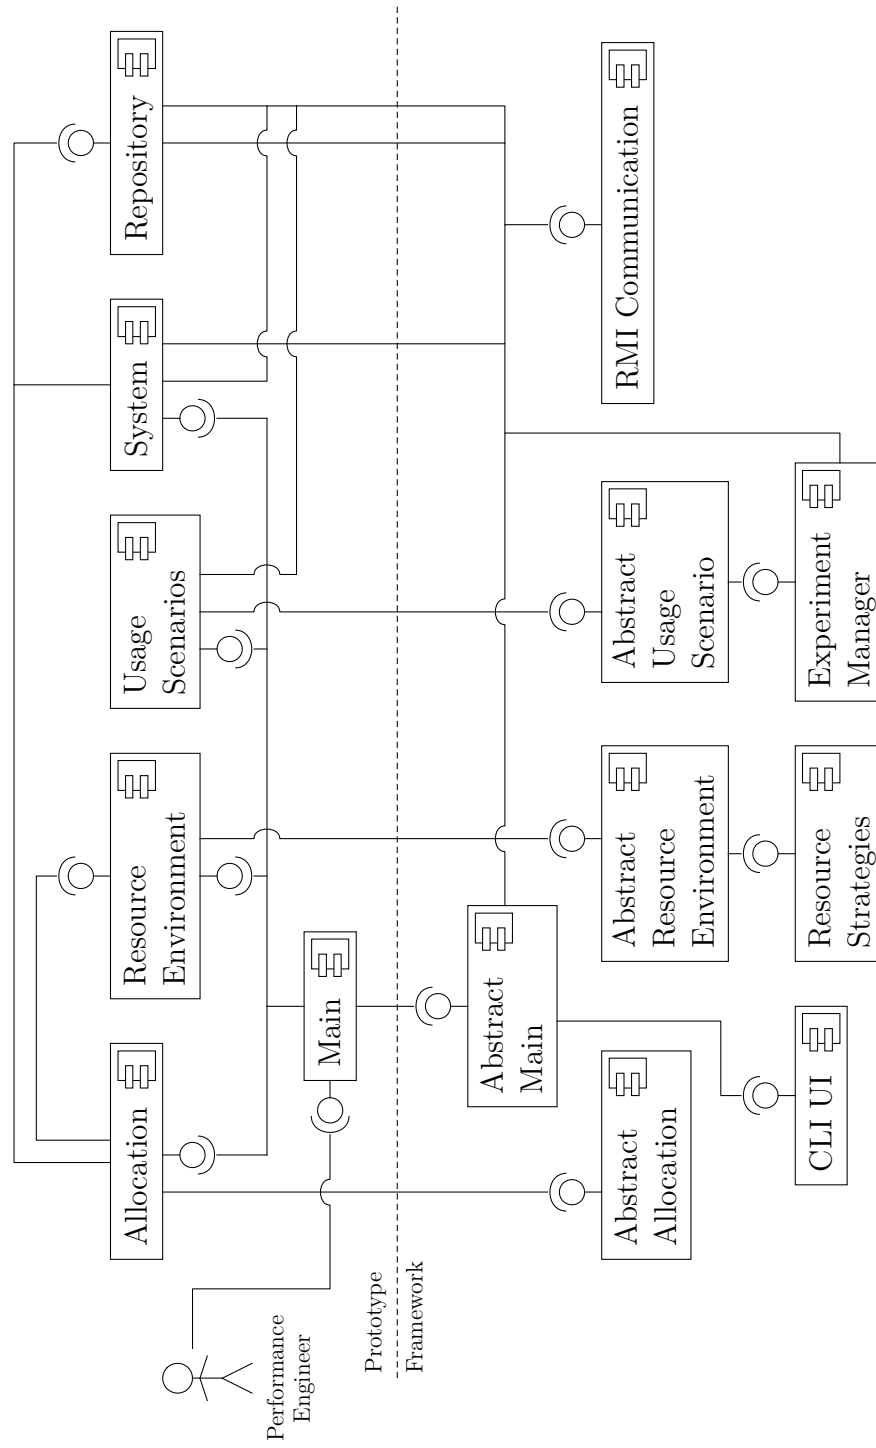 Performance
Engineer
Prototype
Framework
Allocation
Resource
Environment
Usage
Scenarios
System
Repository
Main
Abstract
Main
Abstract
Allocation
Abstract
Resource
Environment
Abstract
Usage
Scenario
RMI Communication
CLI UI
Resource
Strategies
Experiment
Manager